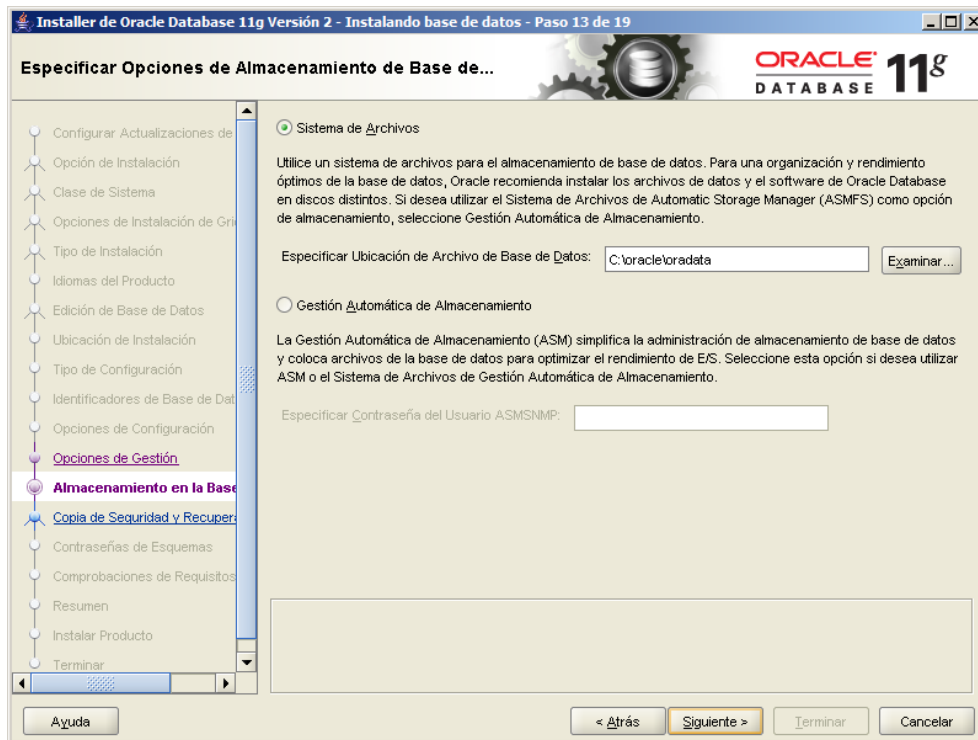 Installer de Oracle Database 11g Versión 2 - Instalando base de datos - Paso 13 de 19
Especificar Opciones de Almacenamiento de Base de...
ORACLE
DATABASE
11g
Configurar Actualizaciones de
Opción de Instalación
Clase de Sistema
Opciones de Instalación de Gri
Tipo de Instalación
Idiomas del Producto
Edición de Base de Datos
Ubicación de Instalación
Tipo de Configuración
Identificadores de Base de Dat
Opciones de Configuración
Opciones de Gestión
Almacenamiento en la Base
Copia de Seguridad y Recupera
Contraseñas de Esquemas
Comprobaciones de Requisitos
Resumen
Instalar Producto
Terminar
Sistema de Archivos
Utilice un sistema de archivos para el almacenamiento de base de datos. Para una organización y rendimiento
óptimos de la base de datos, Oracle recomienda instalar los archivos de datos y el software de Oracle Database
en discos distintos. Si desea utilizar el Sistema de Archivos de Automatic Storage Manager (ASMFS) como opción
de almacenamiento, seleccione Gestión Automática de Almacenamiento.
Especificar Ubicación de Archivo de Base de Datos:
C:\oracle\oradata
Examinar...
Gestión Automática de Almacenamiento
La Gestión Automática de Almacenamiento (ASM) simplifica la administración de almacenamiento de base de datos
y coloca archivos de la base de datos para optimizar el rendimiento de E/S. Seleccione esta opción si desea utilizar
ASM o el Sistema de Archivos de Gestión Automática de Almacenamiento.
Especificar Contraseña del Usuario ASMSNMP:
Ayuda
< Atrás
Siguiente >
Terminar
Cancelar